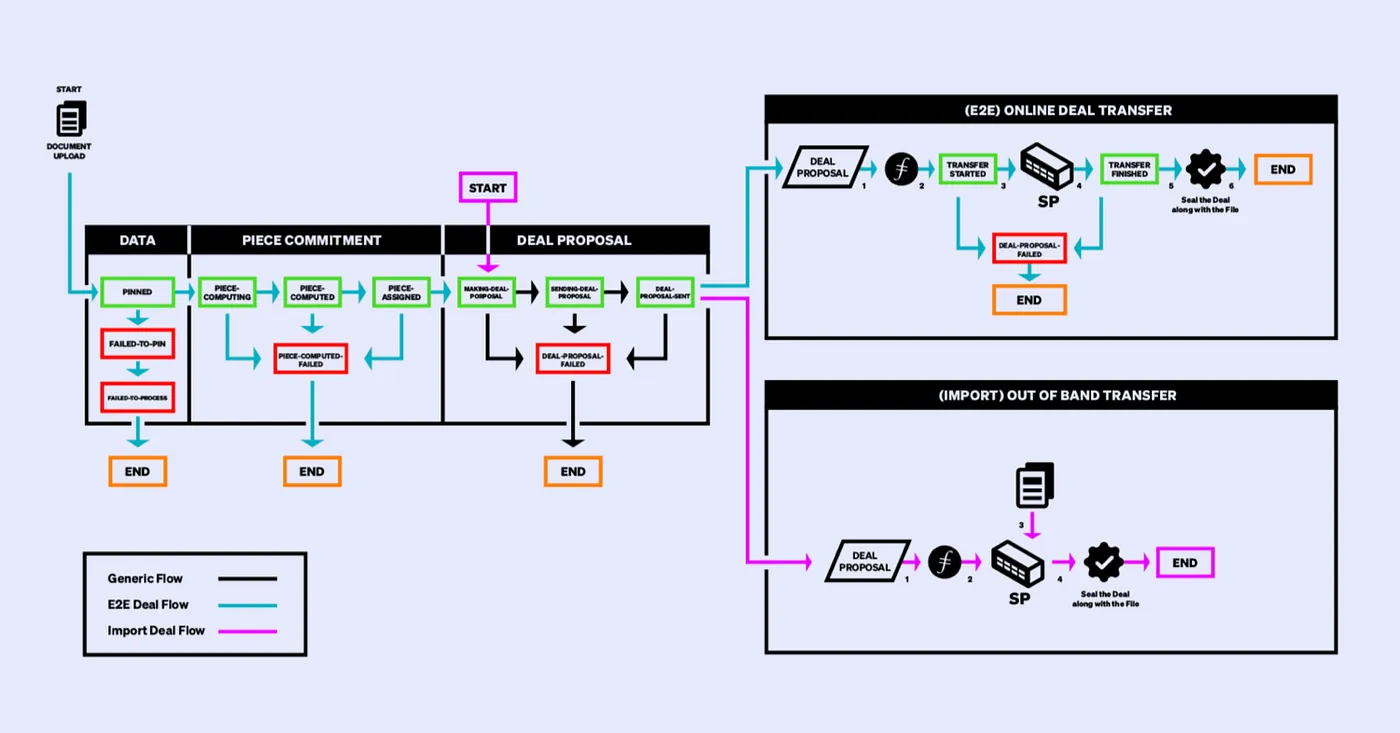 START
DOCUMENT
UPLOAD
START
DATA
PIECE COMMITMENT
DEAL PROPOSAL
PINNED
FAILED-TO-PIN
FAILED-TO-PROCESS
END
PIECE-
COMPUTING
PIECE-
COMPUTED
PIECE-
ASSIGNED
PIECE-COMPUTED-
FAILED
END
MAKING-DEAL-
PORPOSAL
SENDING-DEAL-
PROPOSAL
DEAL-
PROPOSAL-SENT
DEAL-PROPOSAL-
FAILED
END
(E2E) ONLINE DEAL TRANSFER
DEAL
PROPOSAL
1
2
TRANSFER
STARTED
3
SP
4
TRANSFER
FINISHED
5
Seal the Deal
along with the File
6
END
DEAL-PROPOSAL-
FAILED
END
(IMPORT) OUT OF BAND TRANSFER
DEAL
PROPOSAL
1
2
3
SP
4
Seal the Deal
along with the File
END
Generic Flow
E2E Deal Flow
Import Deal Flow